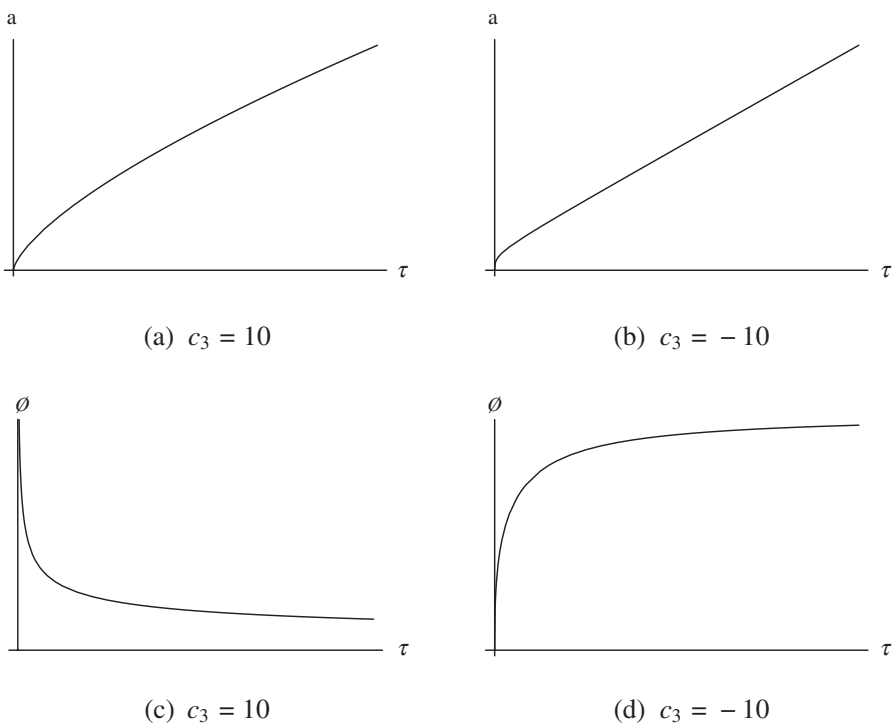 a
a
τ
τ
(a) c₃ = 10
(b) c₃ = − 10
ø
ø
τ
τ
(c) c₃ = 10
(d) c₃ = − 10